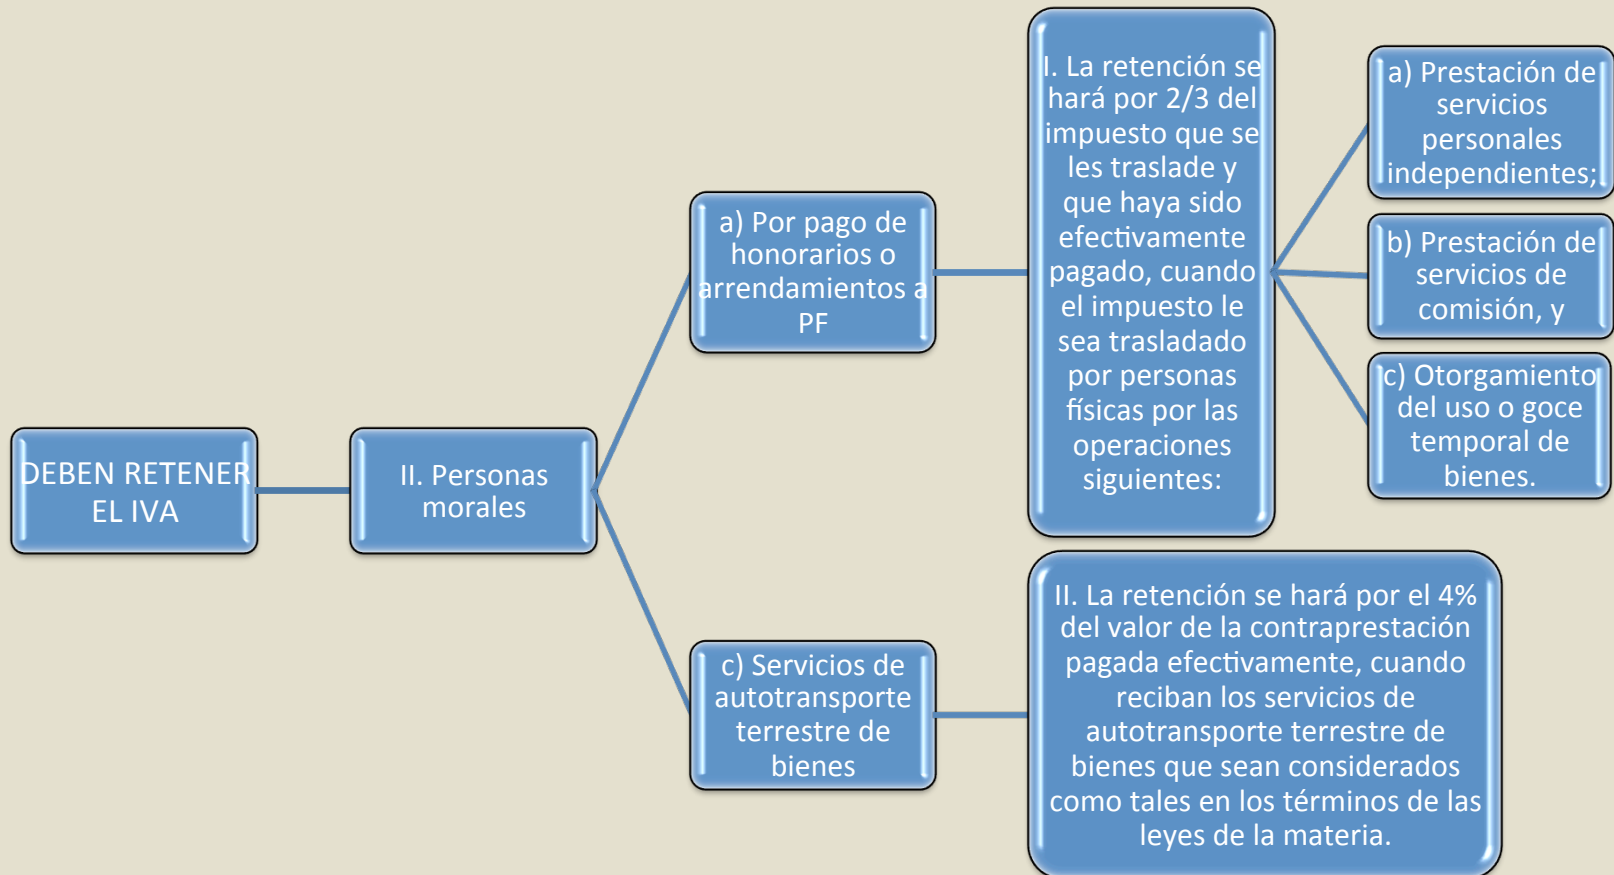 DEBEN RETENER
EL IVA
II. Personas
morales
a) Por pago de
honorarios o
arrendamientos a
PF
I. La retención se
hará por 2/3 del
impuesto que se
les traslade y
que haya sido
efectivamente
pagado, cuando
el impuesto le
sea trasladado
por personas
físicas por las
operaciones
siguientes:
a) Prestación de
servicios
personales
independientes;
b) Prestación de
servicios de
comisión, y
c) Otorgamiento
del uso o goce
temporal de
bienes.
c) Servicios de
autotransporte
terrestre de
bienes
II. La retención se hará por el 4%
del valor de la contraprestación
pagada efectivamente, cuando
reciban los servicios de
autotransporte terrestre de
bienes que sean considerados
como tales en los términos de las
leyes de la materia.